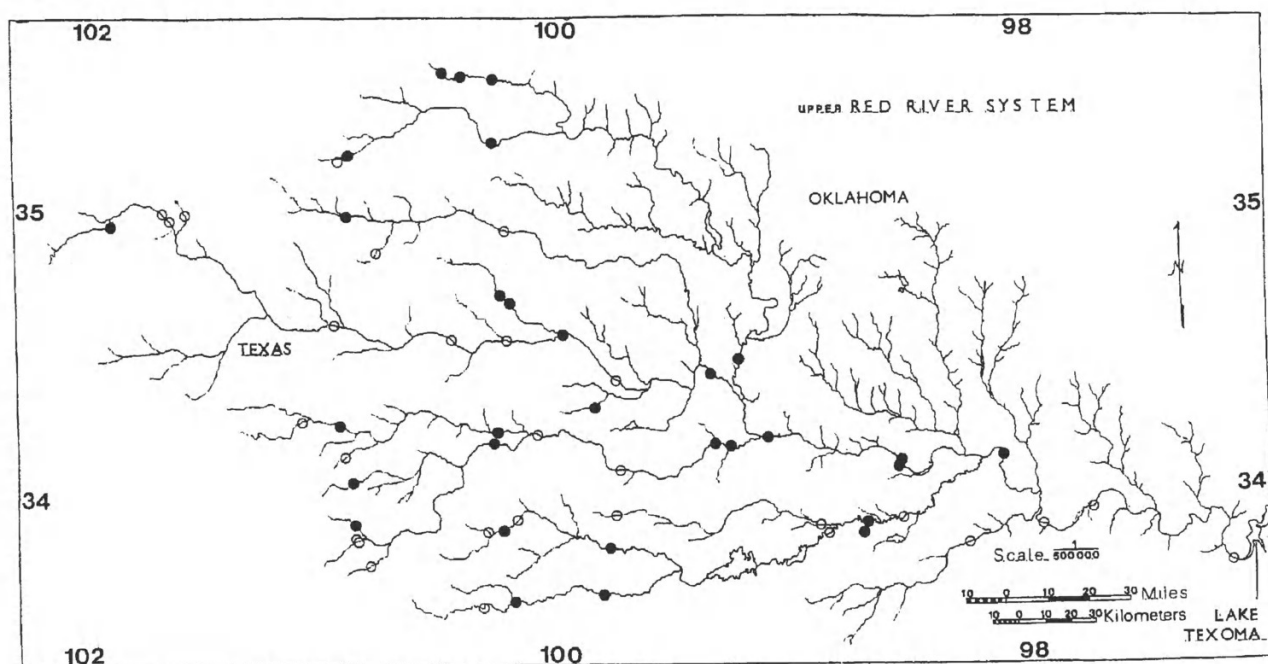 102 100 98
UPPER RED RIVER SYSTEM
OKLAHOMA
35 35
N
TEXAS
34 34
Scale 1/500000
10 0 10 20 30 Miles
10 0 10 20 30 Kilometers
LAKE
TEXOMA
102 100 98